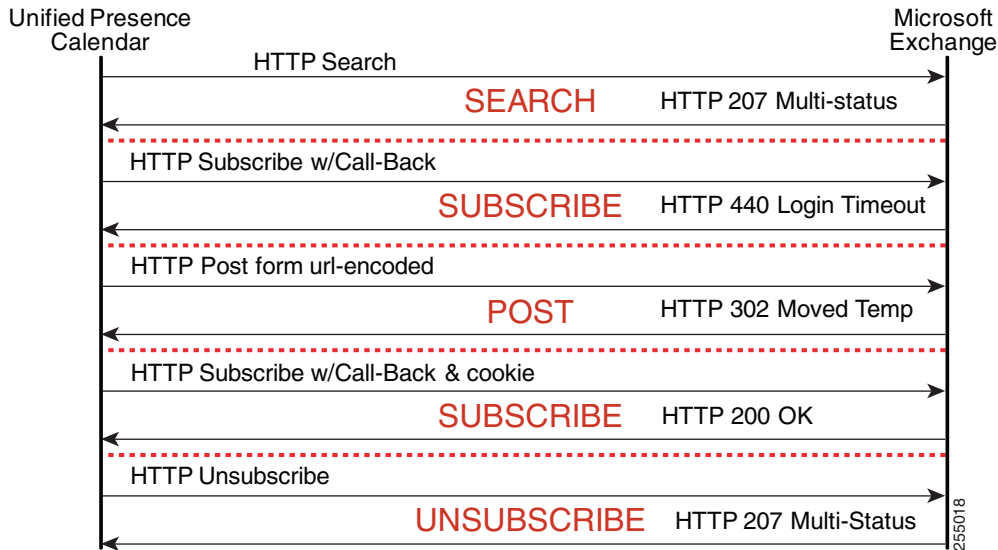 Unified Presence
Calendar
Microsoft
Exchange
HTTP Search
SEARCH
HTTP 207 Multi-status
HTTP Subscribe w/Call-Back
SUBSCRIBE
HTTP 440 Login Timeout
HTTP Post form url-encoded
POST
HTTP 302 Moved Temp
HTTP Subscribe w/Call-Back & cookie
SUBSCRIBE
HTTP 200 OK
HTTP Unsubscribe
UNSUBSCRIBE
HTTP 207 Multi-Status
255018